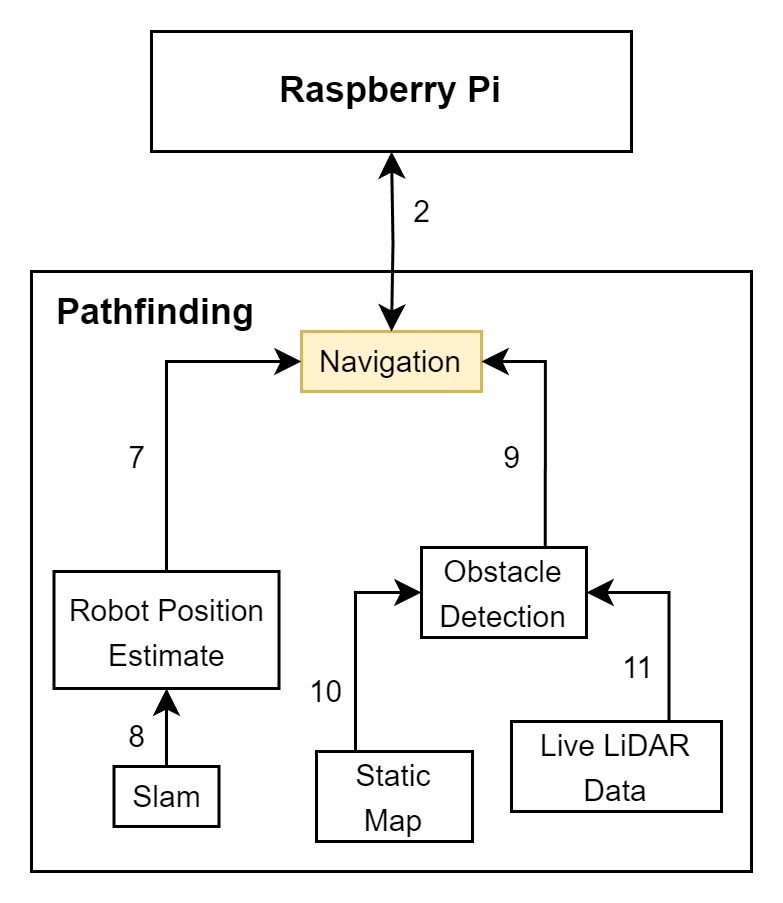 Raspberry Pi
2
Pathfinding
Navigation
7
9
Obstacle
Detection
Robot Position
Estimate
10
11
8
Slam
Static
Map
Live LiDAR
Data